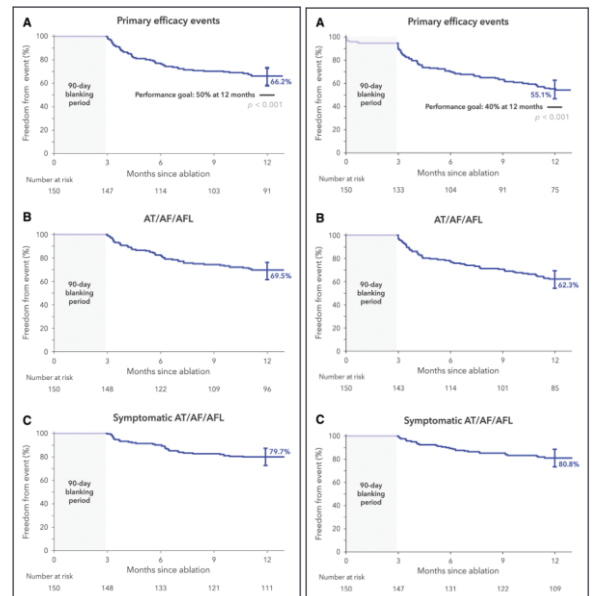 A
Primary efficacy events
Freedom from event (%)
100
80
60
40
20
0
90-day
blanking
period
66.2%
Performance goal: 50% at 12 months
p < 0.001
0 3 6 9 12
Months since ablation
Number at risk
150 147 114 103 91
B
AT/AF/AFL
Freedom from event (%)
100
80
60
40
20
0
90-day
blanking
period
69.5%
0 3 6 9 12
Months since ablation
Number at risk
150 148 122 109 96
C
Symptomatic AT/AF/AFL
Freedom from event (%)
100
80
60
40
20
0
90-day
blanking
period
79.7%
0 3 6 9 12
Months since ablation
Number at risk
150 148 133 121 111
A
Primary efficacy events
Freedom from event (%)
100
80
60
40
20
0
90-day
blanking
period
55.1%
Performance goal: 40% at 12 months
p < 0.001
0 3 6 9 12
Months since ablation
Number at risk
150 133 104 91 75
B
AT/AF/AFL
Freedom from event (%)
100
80
60
40
20
0
90-day
blanking
period
62.3%
0 3 6 9 12
Months since ablation
Number at risk
150 143 114 101 85
C
Symptomatic AT/AF/AFL
Freedom from event (%)
100
80
60
40
20
0
90-day
blanking
period
80.8%
0 3 6 9 12
Months since ablation
Number at risk
150 147 131 122 109